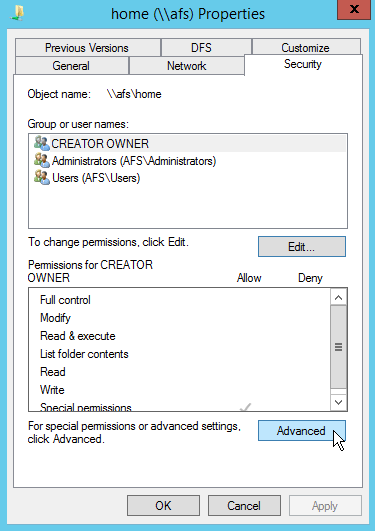 home (\\afs) Properties
x
Previous Versions
DFS
Customize
General
Network
Security
Object name: \\afs\home
Group or user names:
CREATOR OWNER
Administrators (AFS\Administrators)
Users (AFS\Users)
To change permissions, click Edit.
Edit...
Permissions for CREATOR
OWNER
Allow
Deny
Full control
Modify
Read & execute
List folder contents
Read
Write
Special permissions
For special permissions or advanced settings,
click Advanced.
Advanced
OK
Cancel
Apply